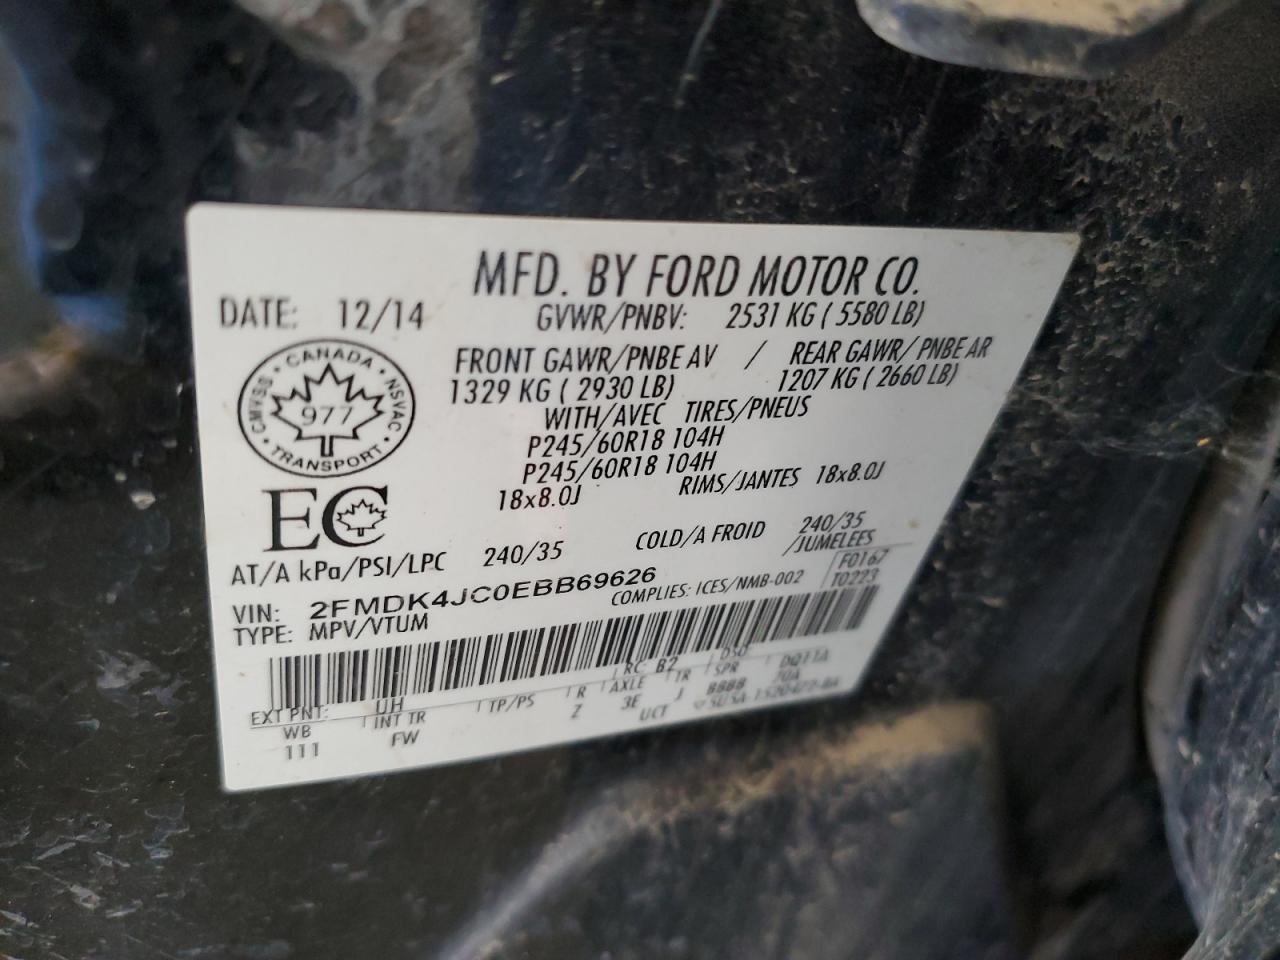 MFD. BY FORD MOTOR CO.
DATE: 12/14 GVWR/PNBV: 2531 KG ( 5580 LB)
FRONT GAWR/PNBE AV / REAR GAWR/ PNBE AR
1329 KG ( 2930 LB) 1207 KG ( 2660 LB)
WITH/AVEC TIRES/PNEUS
P245/60R18 104H
P245/60R18 104H
18x8.0J RIMS/JANTES 18x8.0J
CANADA · NSVAC · TRANSPORT · CMVSS
977
EC
AT/A kPa/PSI/LPC 240/35 COLD/A FROID 240/35
/JUMELEES
VIN: 2FMDK4JC0EBB69626 F0167
TYPE: MPV/VTUM COMPLIES: ICES/NMB-002 T0223
EXT PNT: UH RC: B2 DSO:
WB INT TR TP/PS R AXLE TR SPR DQ11A
111 FW Z 3E J BBBB 70A
UCT